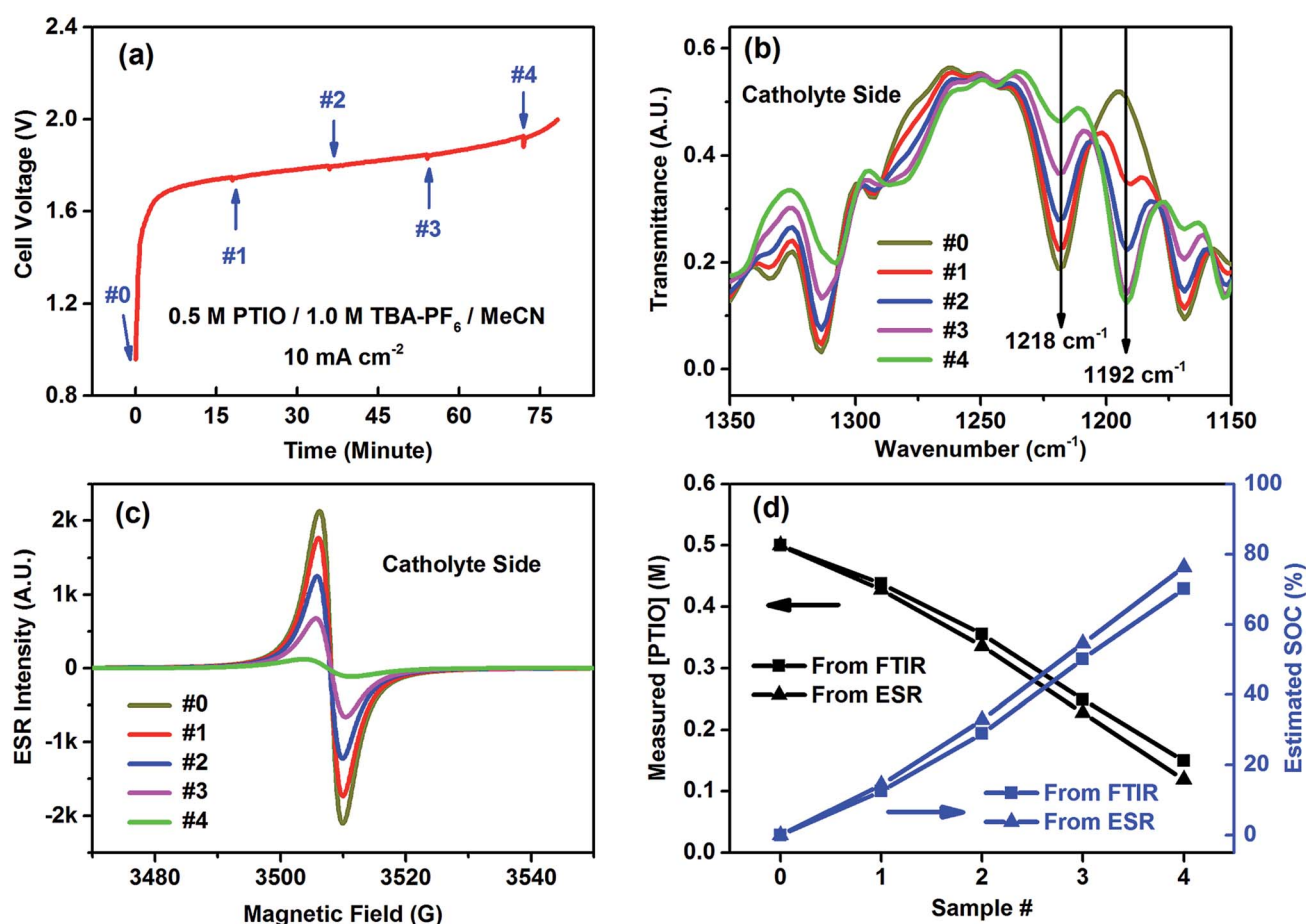 (a)
2.4
2.0
1.6
1.2
0.8
Cell Voltage (V)
#0
#1
#2
#3
#4
0.5 M PTIO / 1.0 M TBA-PF₆ / MeCN
10 mA cm⁻²
0 15 30 45 60 75
Time (Minute)
(b)
0.6
0.4
0.2
0.0
Transmittance (A.U.)
Catholyte Side
#0
#1
#2
#3
#4
1218 cm⁻¹
1192 cm⁻¹
1350 1300 1250 1200 1150
Wavenumber (cm⁻¹)
(c)
2k
1k
0
-1k
-2k
ESR Intensity (A.U.)
Catholyte Side
#0
#1
#2
#3
#4
3480 3500 3520 3540
Magnetic Field (G)
(d)
0.6
0.5
0.4
0.3
0.2
0.1
0.0
Measured [PTIO] (M)
From FTIR
From ESR
From FTIR
From ESR
100
80
60
40
20
0
Estimated SOC (%)
0 1 2 3 4
Sample #